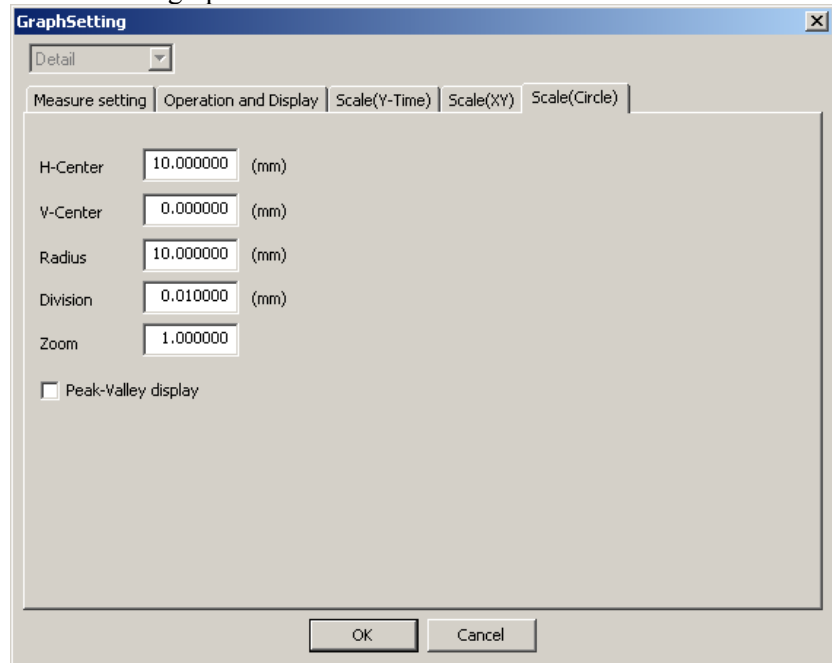 GraphSetting
Detail
Measure setting Operation and Display Scale(Y-Time) Scale(XY) Scale(Circle)
H-Center 10.000000 (mm)
V-Center 0.000000 (mm)
Radius 10.000000 (mm)
Division 0.010000 (mm)
Zoom 1.000000
Peak-Valley display
OK Cancel